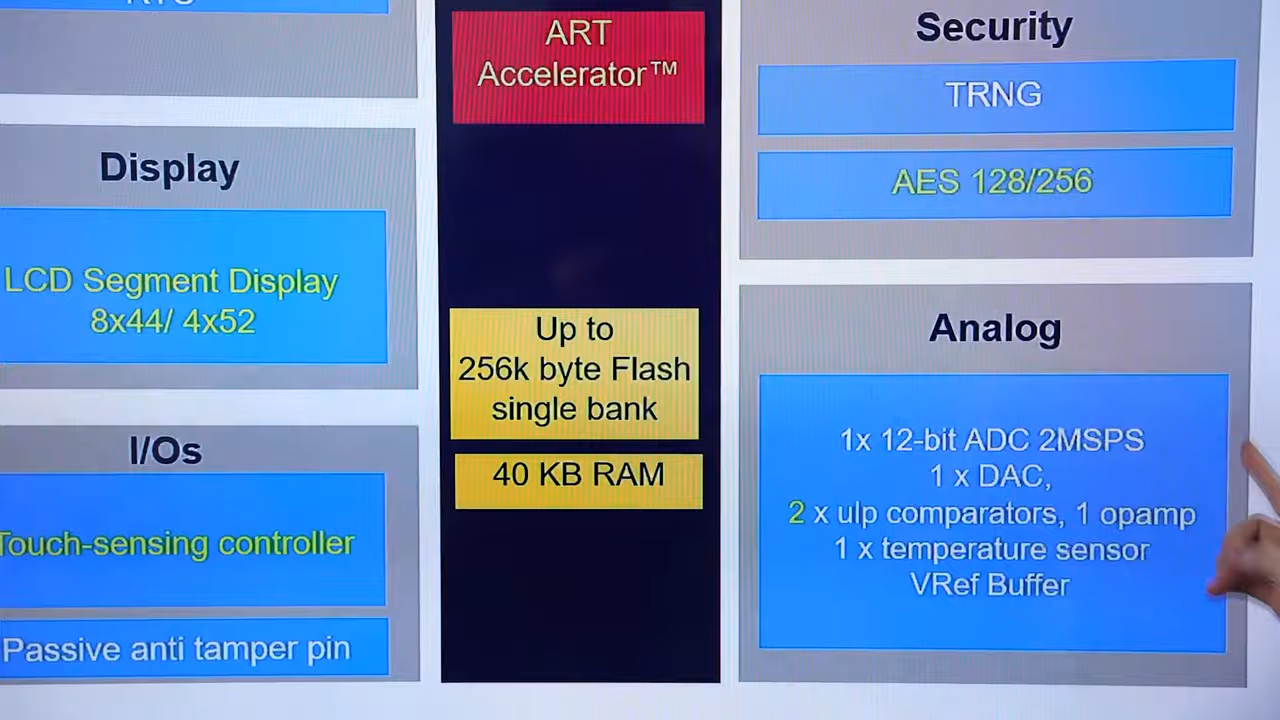 RTC
Display
LCD Segment Display
8x44/ 4x52
I/Os
Touch-sensing controller
Passive anti tamper pin
ART
Accelerator™
Up to
256k byte Flash
single bank
40 KB RAM
Security
TRNG
AES 128/256
Analog
1x 12-bit ADC 2MSPS
1 x DAC,
2 x ulp comparators, 1 opamp
1 x temperature sensor
VRef Buffer